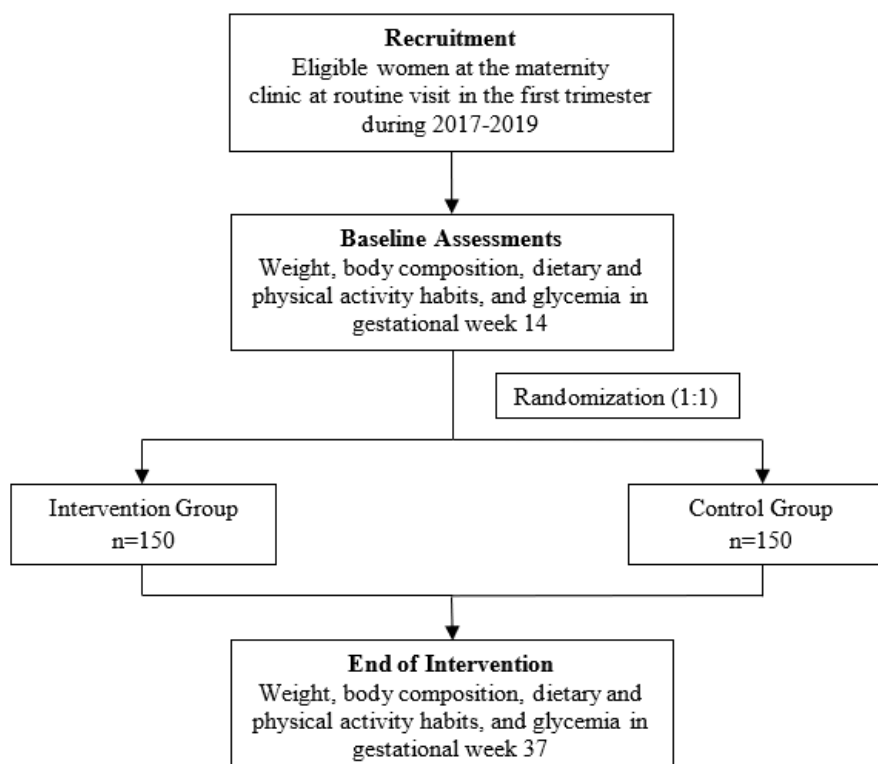 Recruitment
Eligible women at the maternity
clinic at routine visit in the first trimester
during 2017-2019
Baseline Assessments
Weight, body composition, dietary and
physical activity habits, and glycemia in
gestational week 14
Randomization (1:1)
Intervention Group
n=150
Control Group
n=150
End of Intervention
Weight, body composition, dietary and
physical activity habits, and glycemia in
gestational week 37